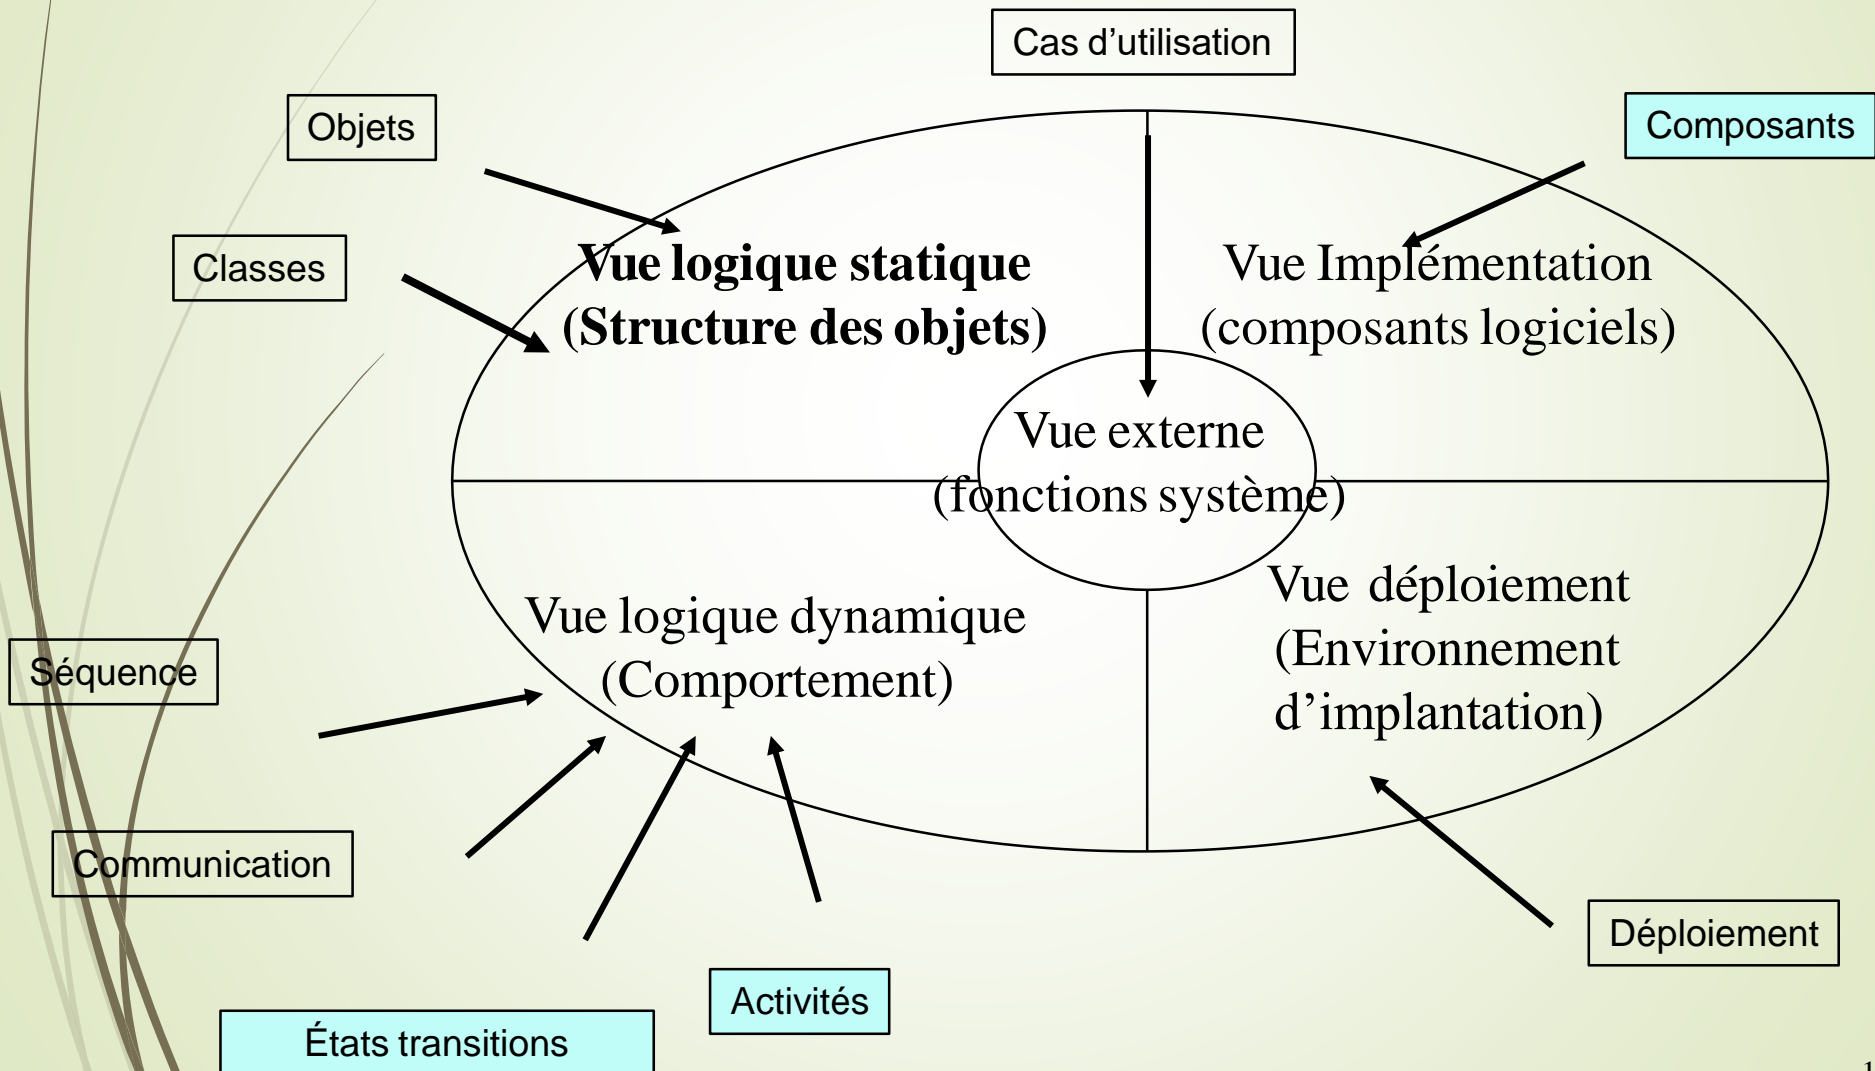 Cas d’utilisation
Objets
Composants
Classes
Vue logique statique
(Structure des objets)
Vue Implémentation
(composants logiciels)
Vue externe
(fonctions système)
Vue logique dynamique
(Comportement)
Vue déploiement
(Environnement
d’implantation)
Séquence
Communication
Déploiement
Activités
États transitions
1